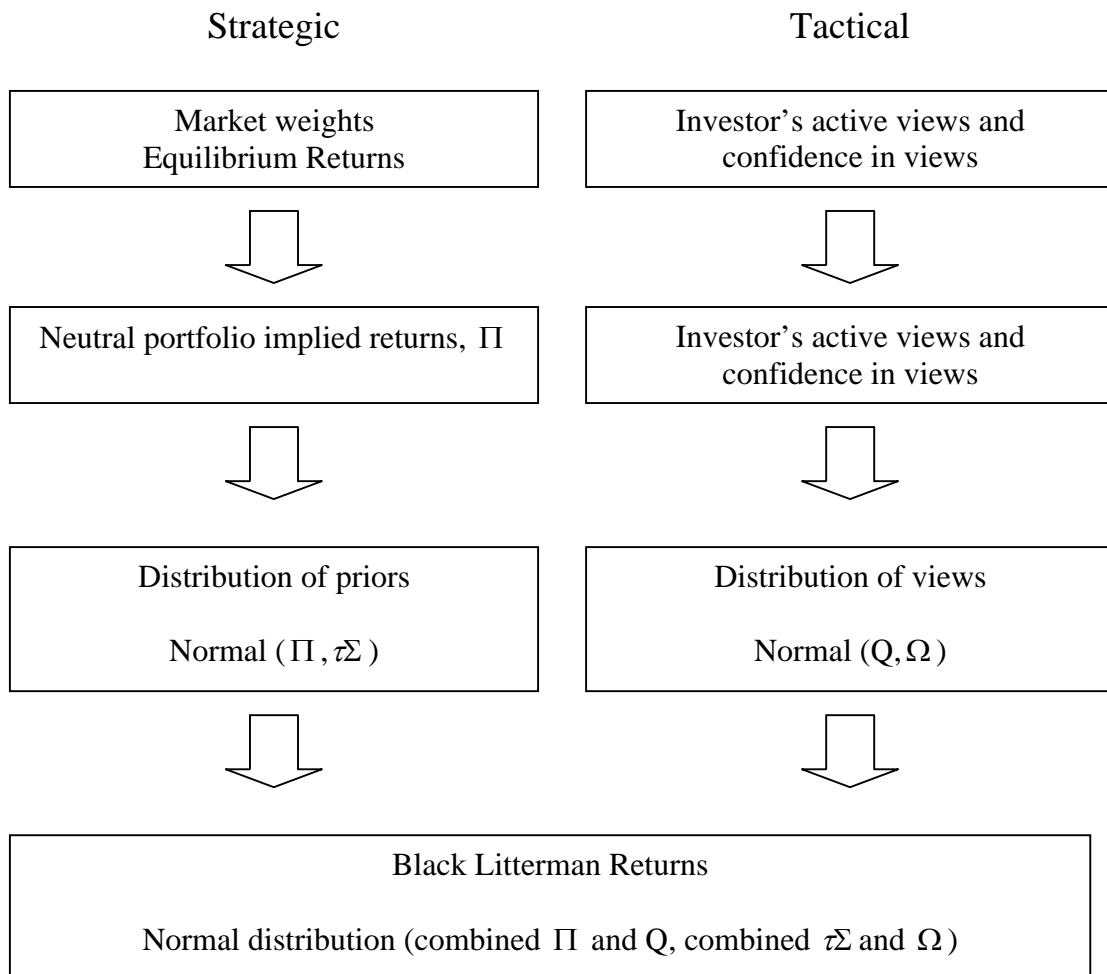 Strategic
Tactical
Market weights
Equilibrium Returns
Investor’s active views and
confidence in views
Neutral portfolio implied returns, Π
Investor’s active views and
confidence in views
Distribution of priors
Normal (Π, τΣ)
Distribution of views
Normal (Q, Ω)
Black Litterman Returns
Normal distribution (combined Π and Q, combined τΣ and Ω)